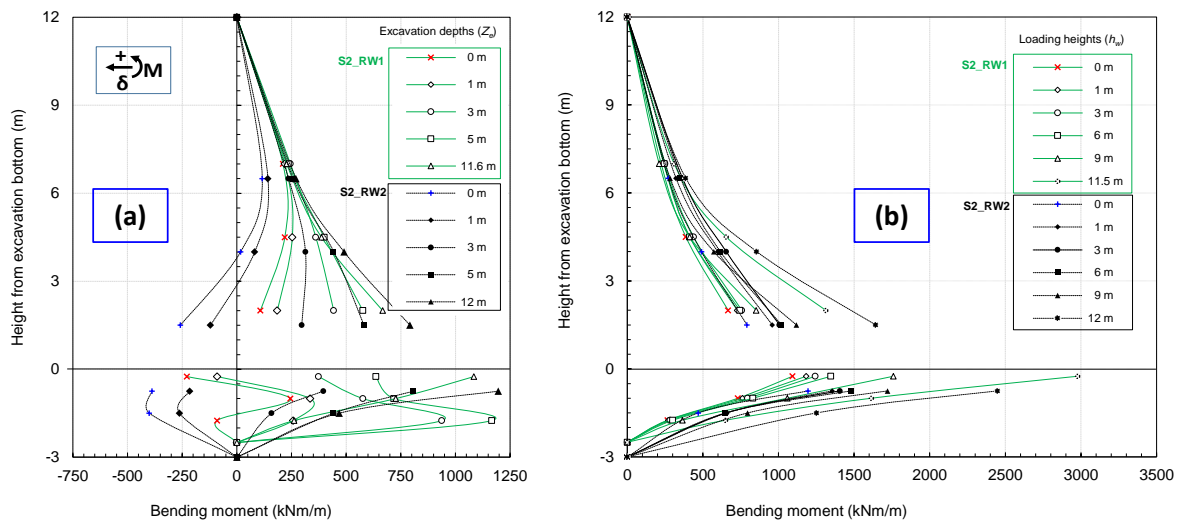 12
9
6
3
0
-3
Height from excavation bottom (m)
+
δ
M
(a)
Excavation depths (Ze)
S2_RW1
0 m
1 m
3 m
5 m
11.6 m
S2_RW2
0 m
1 m
3 m
5 m
12 m
-750
-500
-250
0
250
500
750
1000
1250
Bending moment (kNm/m)
12
9
6
3
0
-3
Height from excavation bottom (m)
(b)
Loading heights (hw)
S2_RW1
0 m
1 m
3 m
6 m
9 m
11.5 m
S2_RW2
0 m
1 m
3 m
6 m
9 m
12 m
0
500
1000
1500
2000
2500
3000
3500
Bending moment (kNm/m)